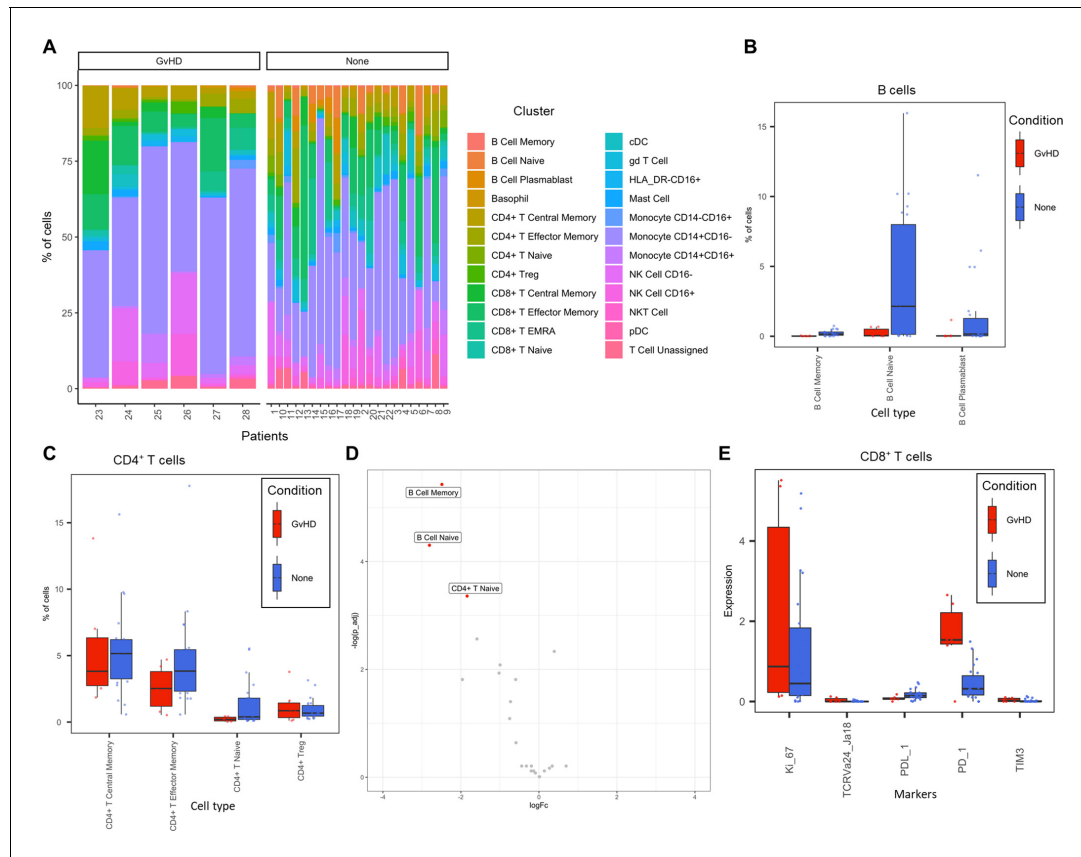 A
GvHD
None
% of cells
100
75
50
25
0
23
24
25
26
27
28
1
10
11
12
13
14
15
16
17
18
19
2
20
21
22
3
4
5
6
7
8
9
Patients
Cluster
B Cell Memory
B Cell Naive
B Cell Plasmablast
Basophil
CD4+ T Central Memory
CD4+ T Effector Memory
CD4+ T Naive
CD4+ Treg
CD8+ T Central Memory
CD8+ T Effector Memory
CD8+ T EMRA
CD8+ T Naive
cDC
gd T Cell
HLA_DR-CD16+
Mast Cell
Monocyte CD14-CD16+
Monocyte CD14+CD16-
Monocyte CD14+CD16+
NK Cell CD16-
NK Cell CD16+
NKT Cell
pDC
T Cell Unassigned
B
B cells
% of cells
15
10
5
0
B Cell Memory
B Cell Naive
B Cell Plasmablast
Cell type
Condition
GvHD
None
C
CD4+ T cells
% of cells
15
10
5
0
CD4+ T Central Memory
CD4+ T Effector Memory
CD4+ T Naive
CD4+ Treg
Cell type
Condition
GvHD
None
D
-log(p_adj)
4
2
0
B Cell Memory
B Cell Naive
CD4+ T Naive
-4
-2
0
2
4
logFc
E
CD8+ T cells
Expression
4
2
0
Ki_67
TCRVa24_Ja18
PDL_1
PD_1
TIM3
Markers
Condition
GvHD
None